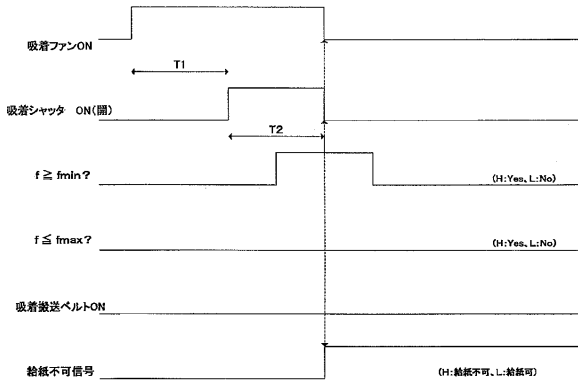 吸着ファンON
T1
吸着シャッタ ON(開)
T2
f ≧ fmin?
(H:Yes、L:No)
f ≦ fmax?
(H:Yes、L:No)
吸着搬送ベルトON
給紙不可信号
(H:給紙不可、L:給紙可)